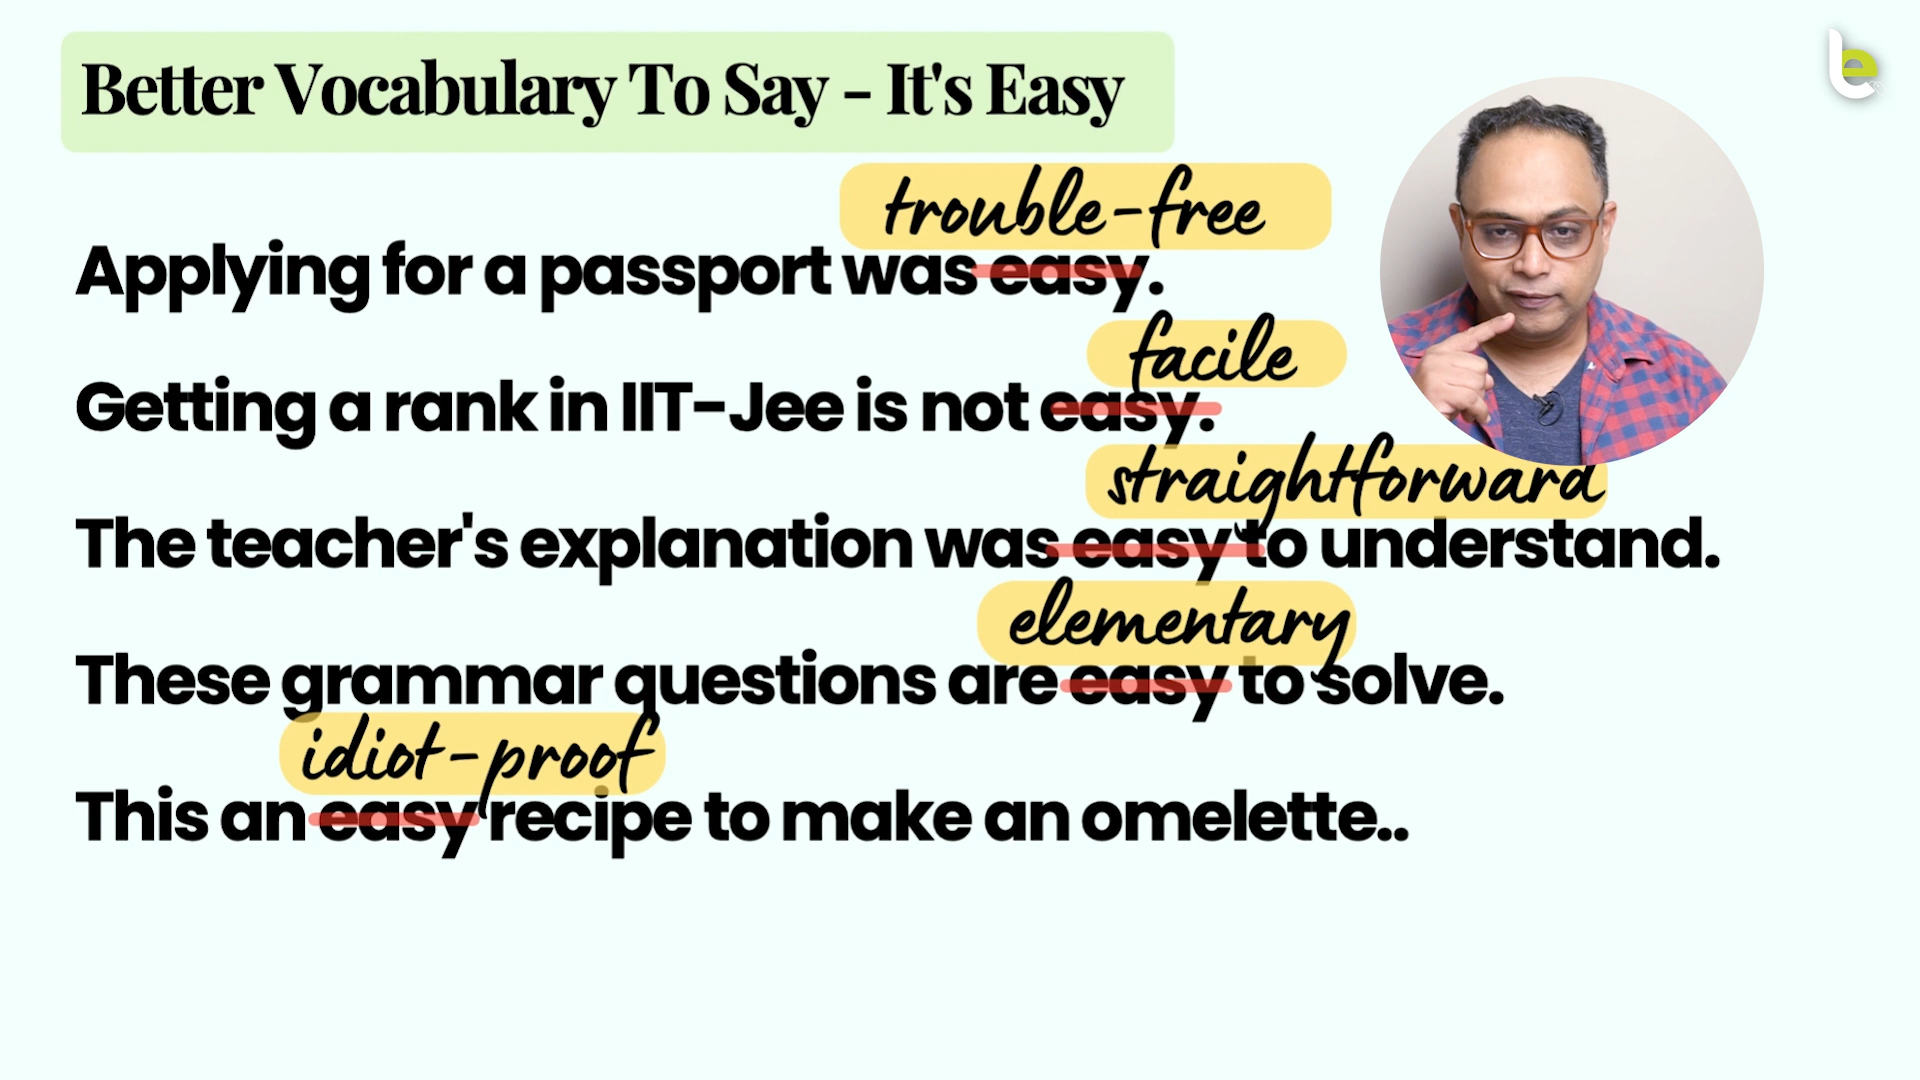 Better Vocabulary To Say - It's Easy
trouble-free
Applying for a passport was easy.
facile
Getting a rank in IIT-Jee is not easy.
straightforward
The teacher's explanation was easy to understand.
elementary
These grammar questions are easy to solve.
idiot-proof
This an easy recipe to make an omelette..